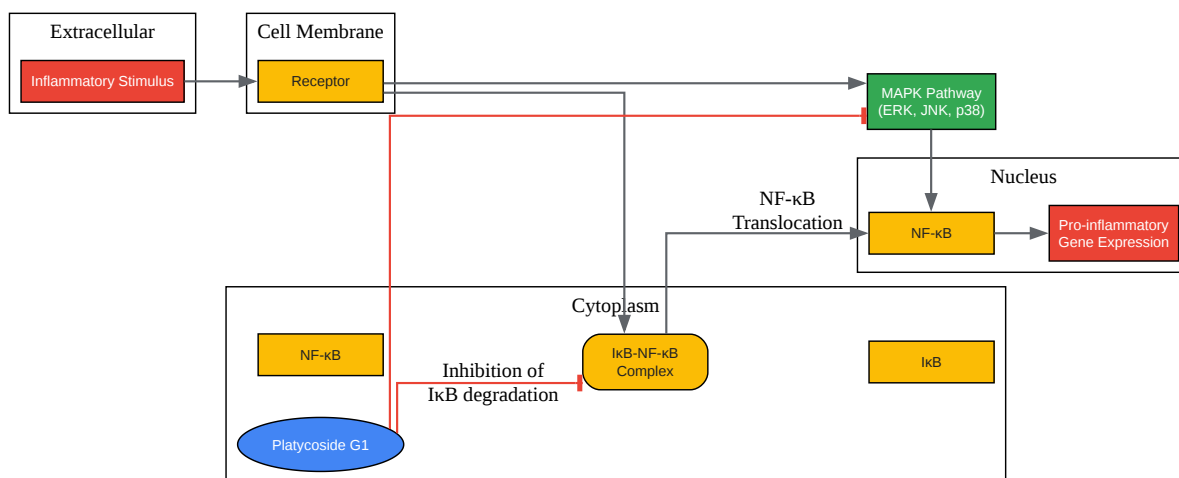 Extracellular
Inflammatory Stimulus
Cell Membrane
Receptor
MAPK Pathway
(ERK, JNK, p38)
Nucleus
NF-κB
Pro-inflammatory
Gene Expression
NF-κB
Translocation
Cytoplasm
NF-κB
IκB-NF-κB
Complex
IκB
Inhibition of
IκB degradation
Platycoside G1